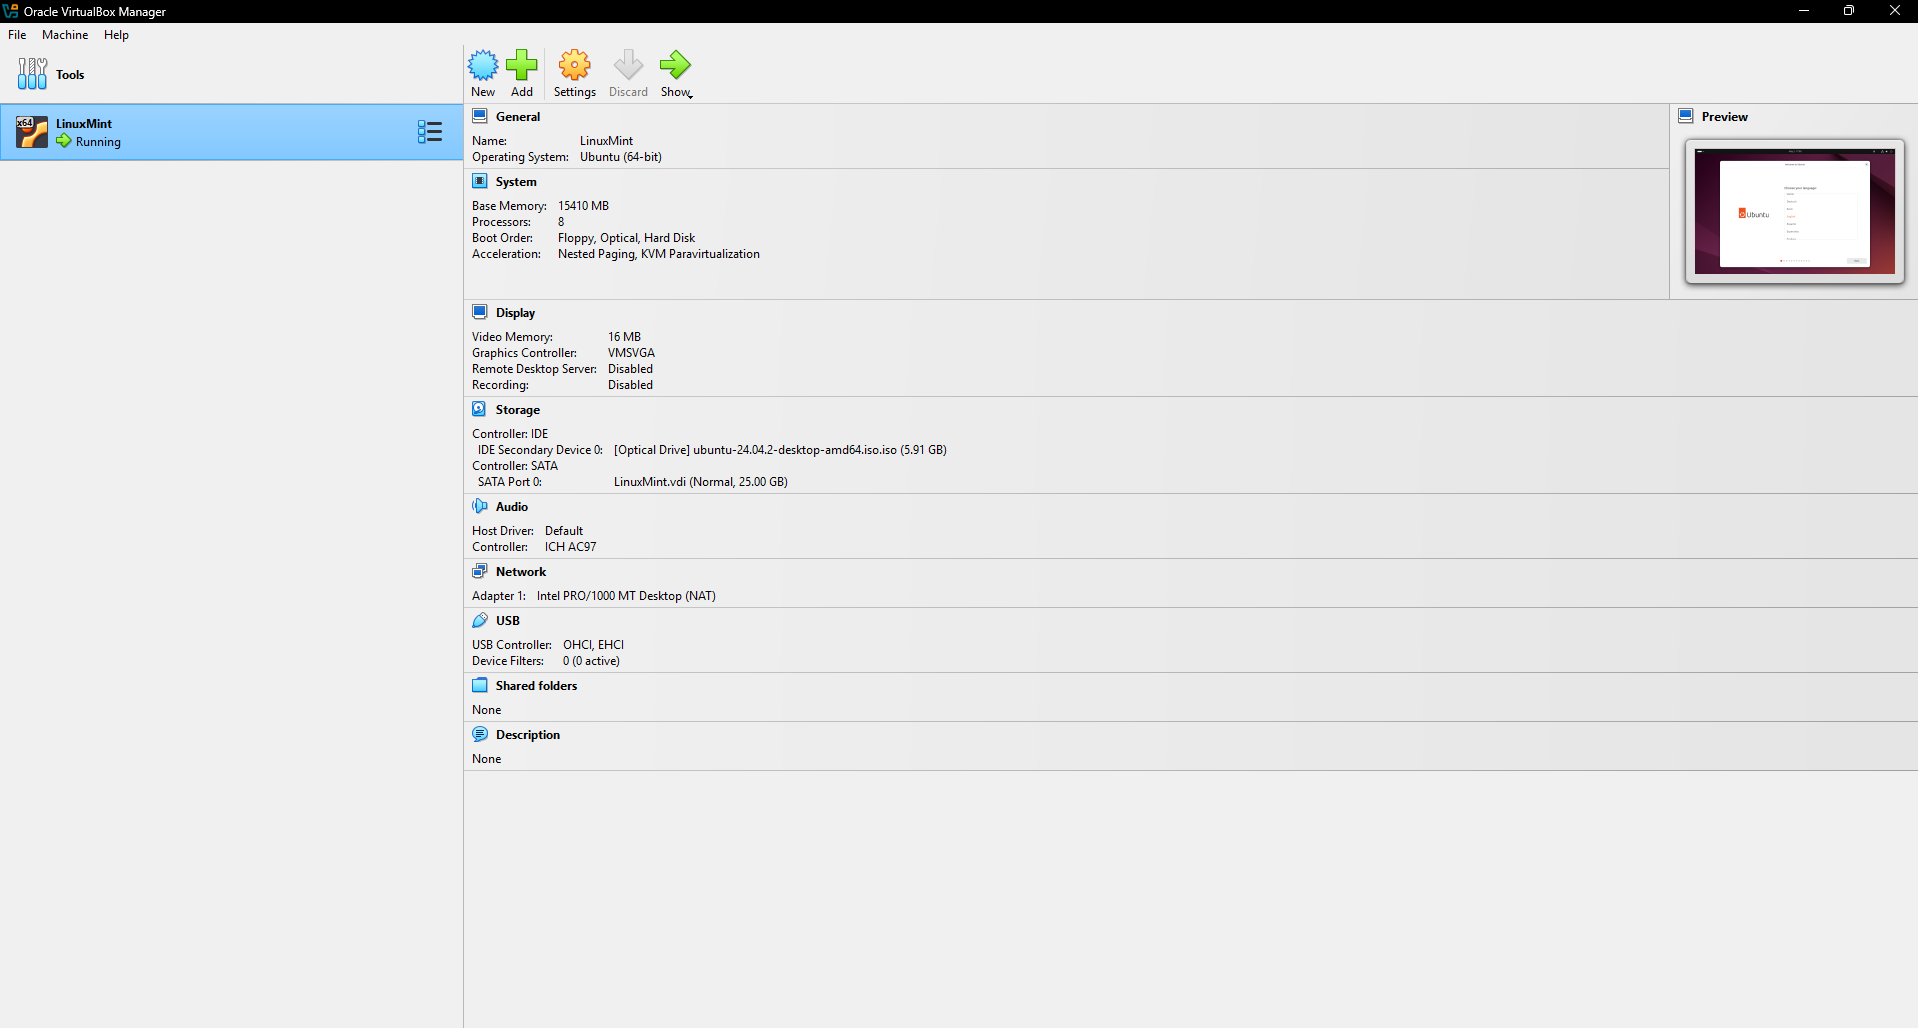 Oracle VirtualBox Manager
File Machine Help
Tools
New Add Settings Discard Show
x64
LinuxMint
Running
General
Name: LinuxMint
Operating System: Ubuntu (64-bit)
Preview
Ubuntu
System
Base Memory: 15410 MB
Processors: 8
Boot Order: Floppy, Optical, Hard Disk
Acceleration: Nested Paging, KVM Paravirtualization
Display
Video Memory: 16 MB
Graphics Controller: VMSVGA
Remote Desktop Server: Disabled
Recording: Disabled
Storage
Controller: IDE
IDE Secondary Device 0: [Optical Drive] ubuntu-24.04.2-desktop-amd64.iso.iso (5.91 GB)
Controller: SATA
SATA Port 0: LinuxMint.vdi (Normal, 25.00 GB)
Audio
Host Driver: Default
Controller: ICH AC97
Network
Adapter 1: Intel PRO/1000 MT Desktop (NAT)
USB
USB Controller: OHCI, EHCI
Device Filters: 0 (0 active)
Shared folders
None
Description
None